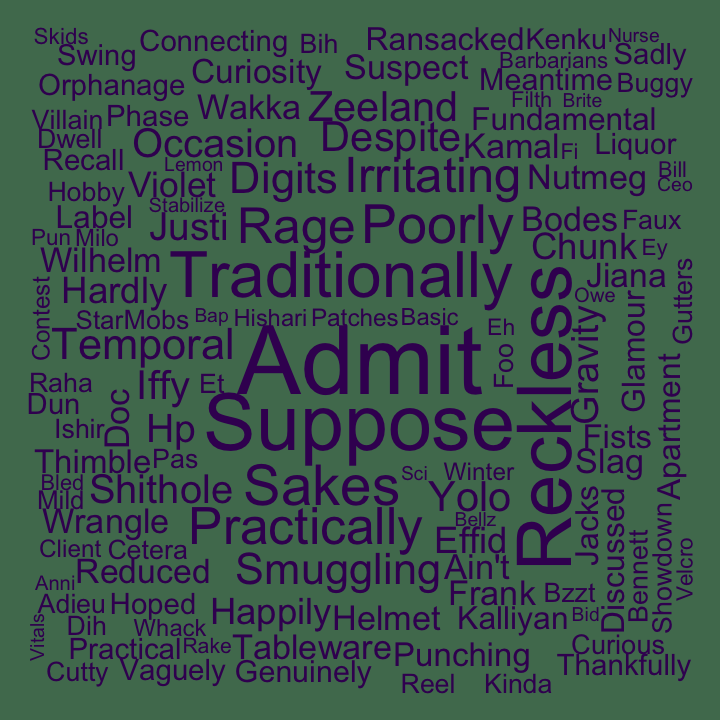 Skids
Swing
Connecting
Bih
Ransacked
Kenku
Nurse
Barbarians
Sadly
Orphanage
Curiosity
Suspect
Meantime
Buggy
Villain
Phase
Wakka
Zeeland
Filth
Brite
Fundamental
Dwell
Occasion
Despite
Kamal
Fi
Liquor
Recall
Lemon
Bill
Ceo
Hobby
Violet
Digits
Irritating
Nutmeg
Stabilize
Label
Justi
Rage
Poorly
Bodes
Faux
Pun
Milo
Chunk
Ey
Wilhelm
Traditionally
Reckless
Jiana
Gutters
Contest
Hardly
Owe
StarMobs
Bap
Hishari
Patches
Basic
Eh
Gravity
Glamour
Temporal
Admit
Foo
Raha
Iffy
Et
Apartment
Dun
Doc
Suppose
Ishir
Hp
Fists
Thimble
Pas
Slag
Bled
Mild
Shithole
Sakes
Sci
Winter
Yolo
Jacks
Discussed
Showdown
Velcro
Wrangle
Practically
Bellz
Effid
Bennett
Client
Cetera
Anni
Reduced
Smuggling
Ain't
Adieu
Hoped
Happily
Helmet
Frank
Bzzt
Kalliyan
Bid
Vitals
Dih
Whack
Practical
Rake
Tableware
Punching
Curious
Cutty
Vaguely
Genuinely
Thankfully
Reel
Kinda